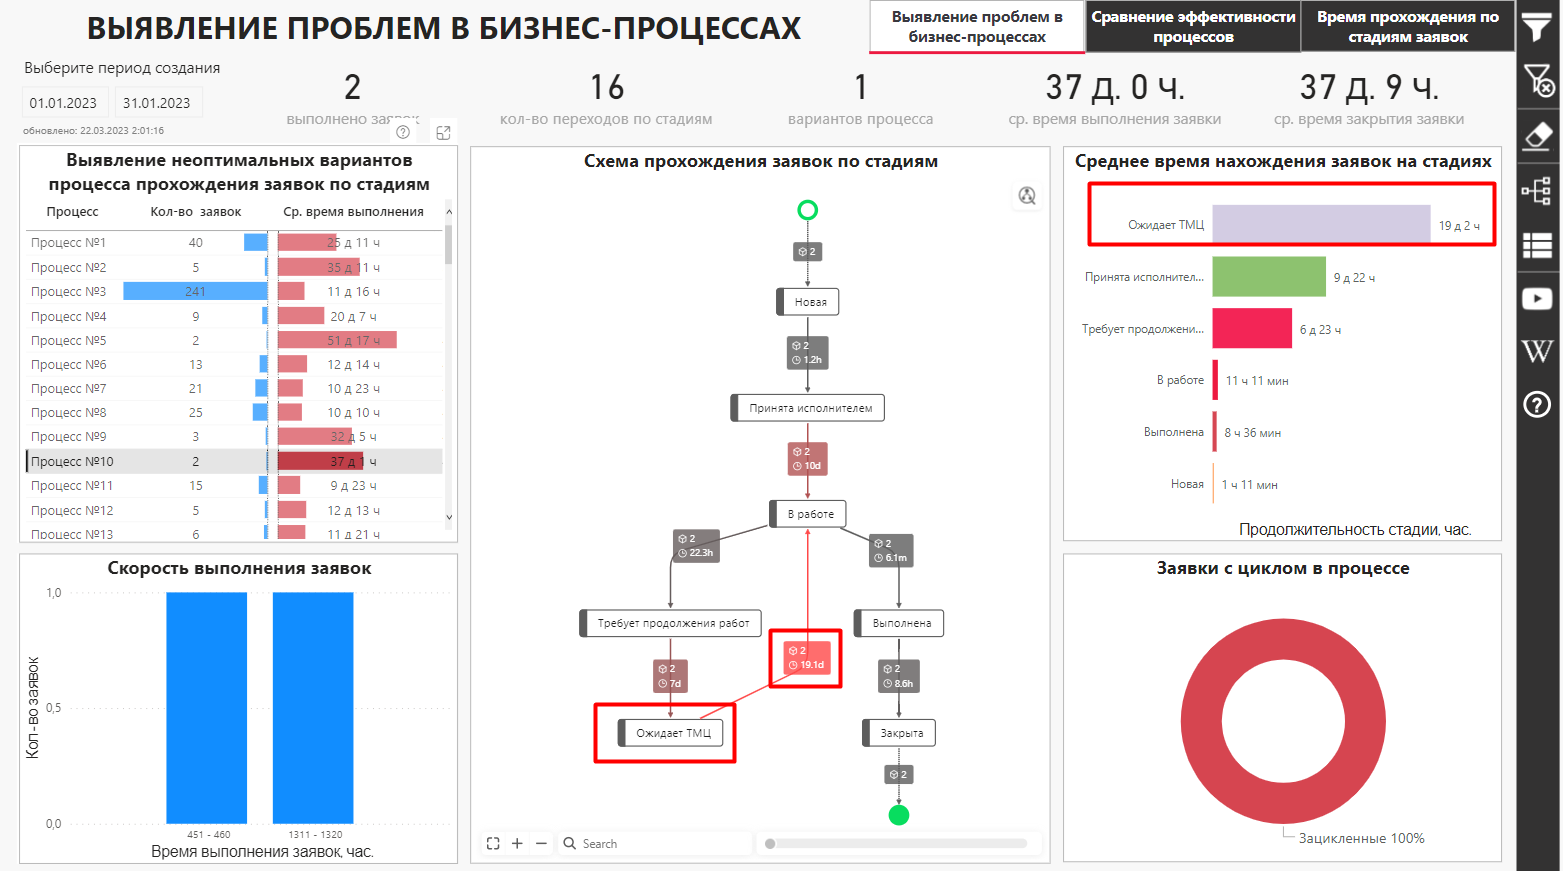 ВЫЯВЛЕНИЕ ПРОБЛЕМ В БИЗНЕС-ПРОЦЕССАХ
Выявление проблем в
бизнес-процессах
Сравнение эффективности
процессов
Время прохождения по
стадиям заявок
Выберите период создания
01.01.2023 31.01.2023
обновлено: 22.03.2023 2:01:16
2
выполнено заявок
16
кол-во переходов по стадиям
1
вариантов процесса
37 Д. 0 Ч.
ср. время выполнения заявки
37 Д. 9 Ч.
ср. время закрытия заявки
Выявление неоптимальных вариантов
процесса прохождения заявок по стадиям
Процесс Кол-во заявок Ср. время выполнения
Процесс №1 40 25 д 11 ч
Процесс №2 5 35 д 11 ч
Процесс №3 241 11 д 16 ч
Процесс №4 9 20 д 7 ч
Процесс №5 2 51 д 17 ч
Процесс №6 13 12 д 14 ч
Процесс №7 21 10 д 23 ч
Процесс №8 25 10 д 10 ч
Процесс №9 3 32 д 5 ч
Процесс №10 2 37 д 1 ч
Процесс №11 15 9 д 23 ч
Процесс №12 5 12 д 13 ч
Процесс №13 6 11 д 21 ч
Скорость выполнения заявок
Кол-во заявок
1,0
0,5
0,0
451 - 460 1311 - 1320
Время выполнения заявок, час.
Схема прохождения заявок по стадиям
2
Новая
2
1.2h
Принята исполнителем
2
10d
В работе
2
22.3h
2
6.1m
Требует продолжения работ
Выполнена
2
19.1d
2
7d
2
8.6h
Ожидает ТМЦ
Закрыта
2
Search
Среднее время нахождения заявок на стадиях
Ожидает ТМЦ 19 д 2 ч
Принята исполнител... 9 д 22 ч
Требует продолжени... 6 д 23 ч
В работе 11 ч 11 мин
Выполнена 8 ч 36 мин
Новая 1 ч 11 мин
Продолжительность стадии, час.
Заявки с циклом в процессе
Зацикленные 100%
W